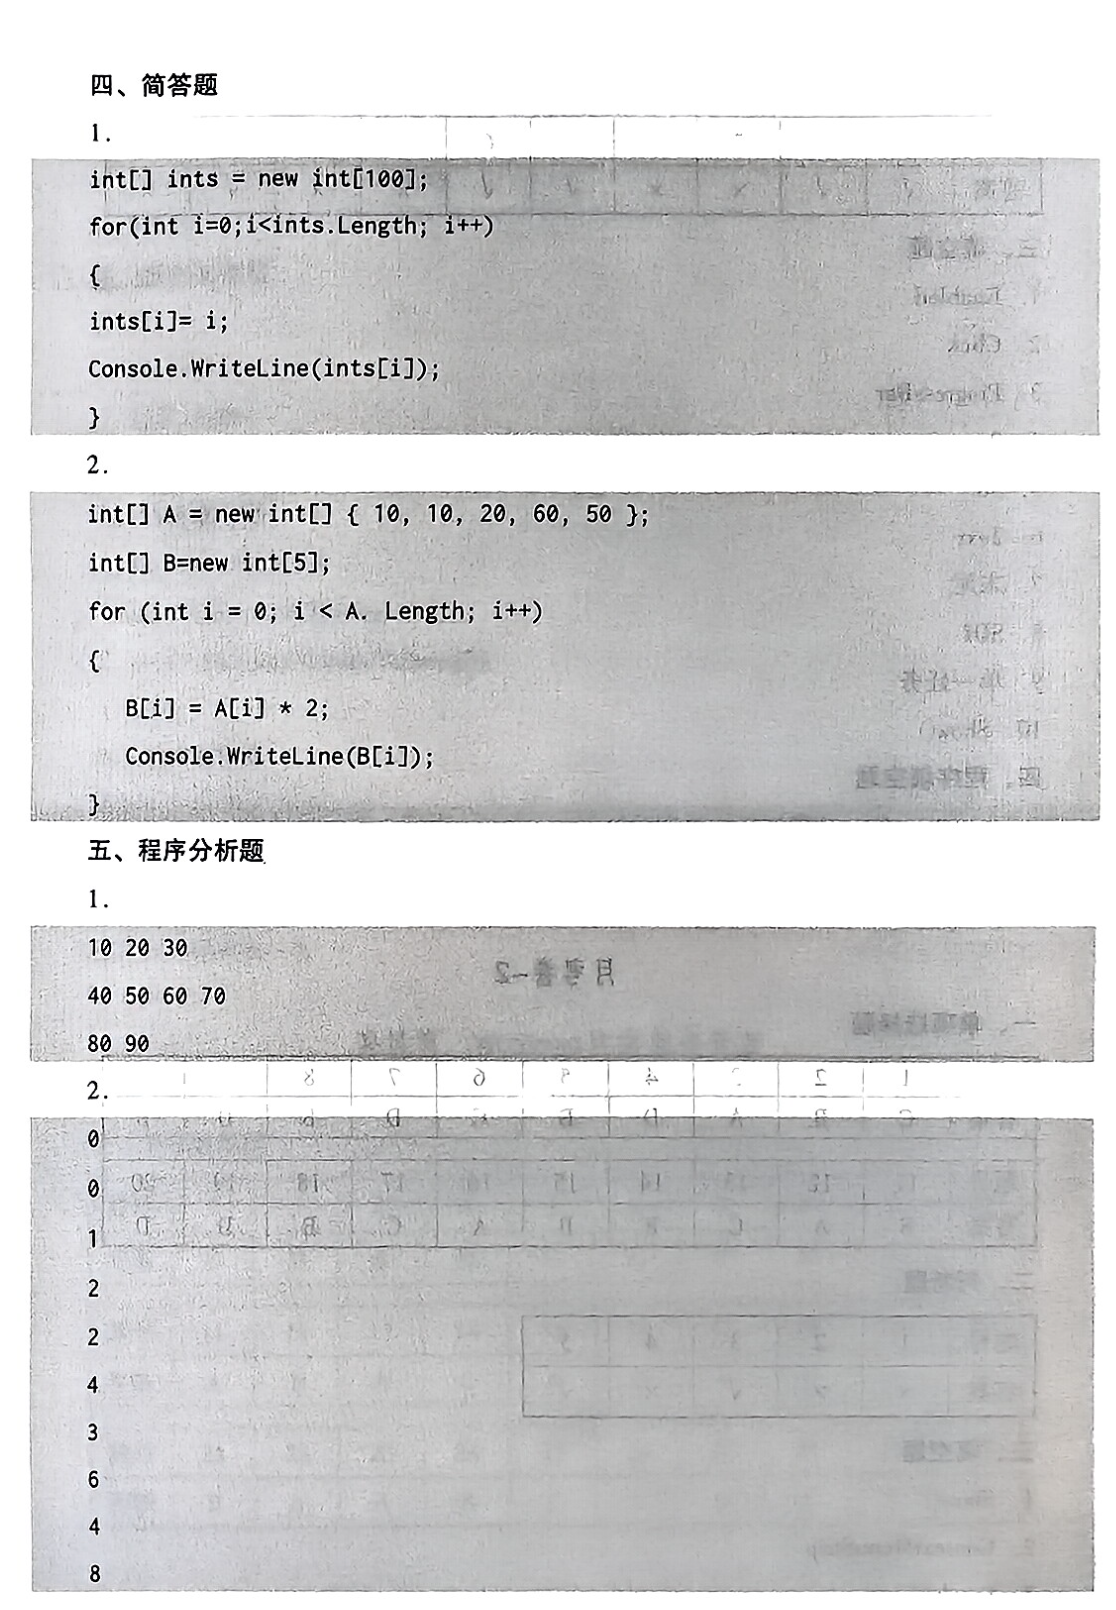 四、简答题
1.
int[] ints = new int[100];
for(int i=0;i<ints.Length; i++)
{
ints[i]= i;
Console.WriteLine(ints[i]);
}
2.
int[] A = new int[] { 10, 10, 20, 60, 50 };
int[] B=new int[5];
for (int i = 0; i < A. Length; i++)
{
B[i] = A[i] * 2;
Console.WriteLine(B[i]);
}
五、程序分析题
1.
10 20 30
40 50 60 70
80 90
2.
0
0
1
2
2
4
3
6
4
8